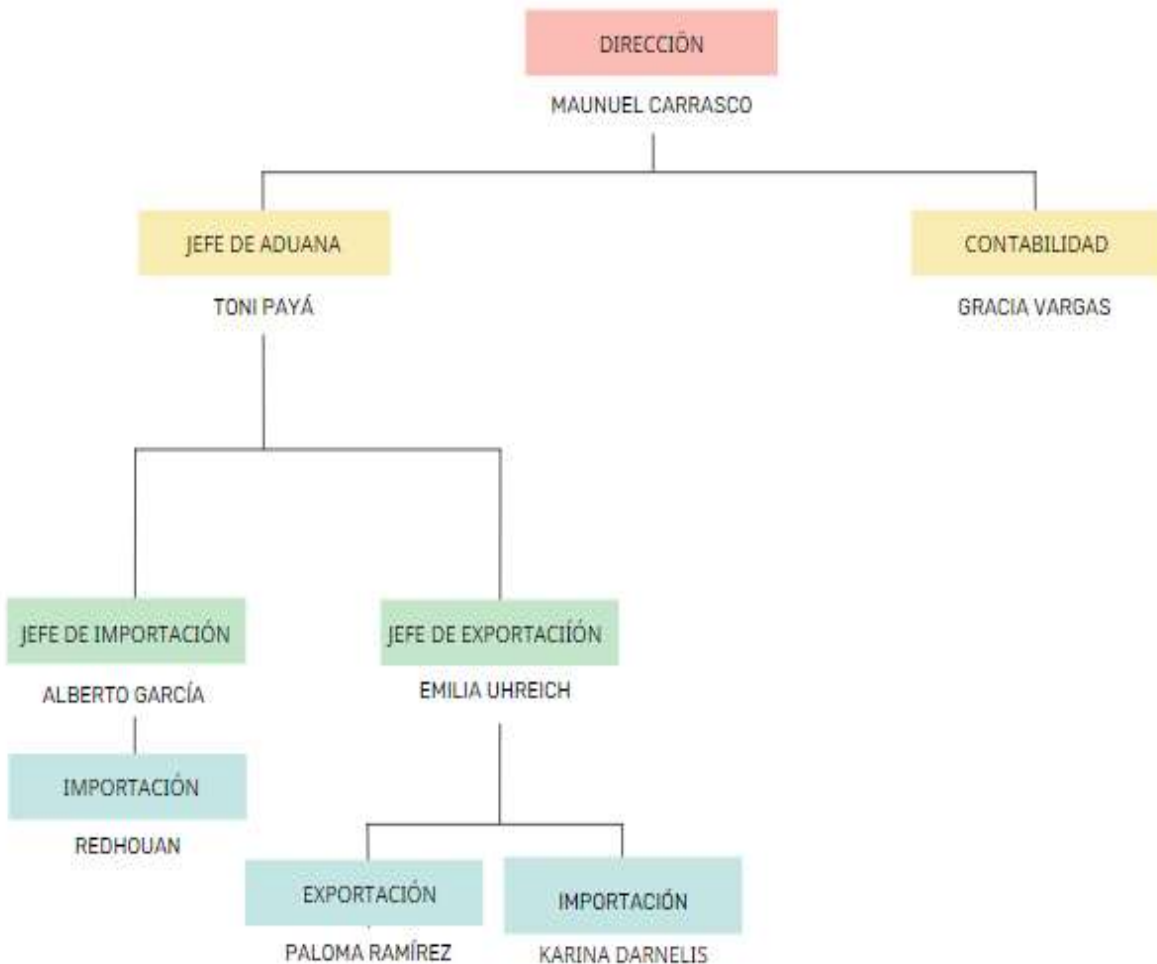 DIRECCIÓN
MAUNUEL CARRASCO
JEFE DE ADUANA
CONTABILIDAD
TONI PAYÁ
GRACIA VARGAS
JEFE DE IMPORTACIÓN
JEFE DE EXPORTACIÍÓN
ALBERTO GARCÍA
EMILIA UHREICH
IMPORTACIÓN
REDHOUAN
EXPORTACIÓN
IMPORTACIÓN
PALOMA RAMÍREZ
KARINA DARNELIS